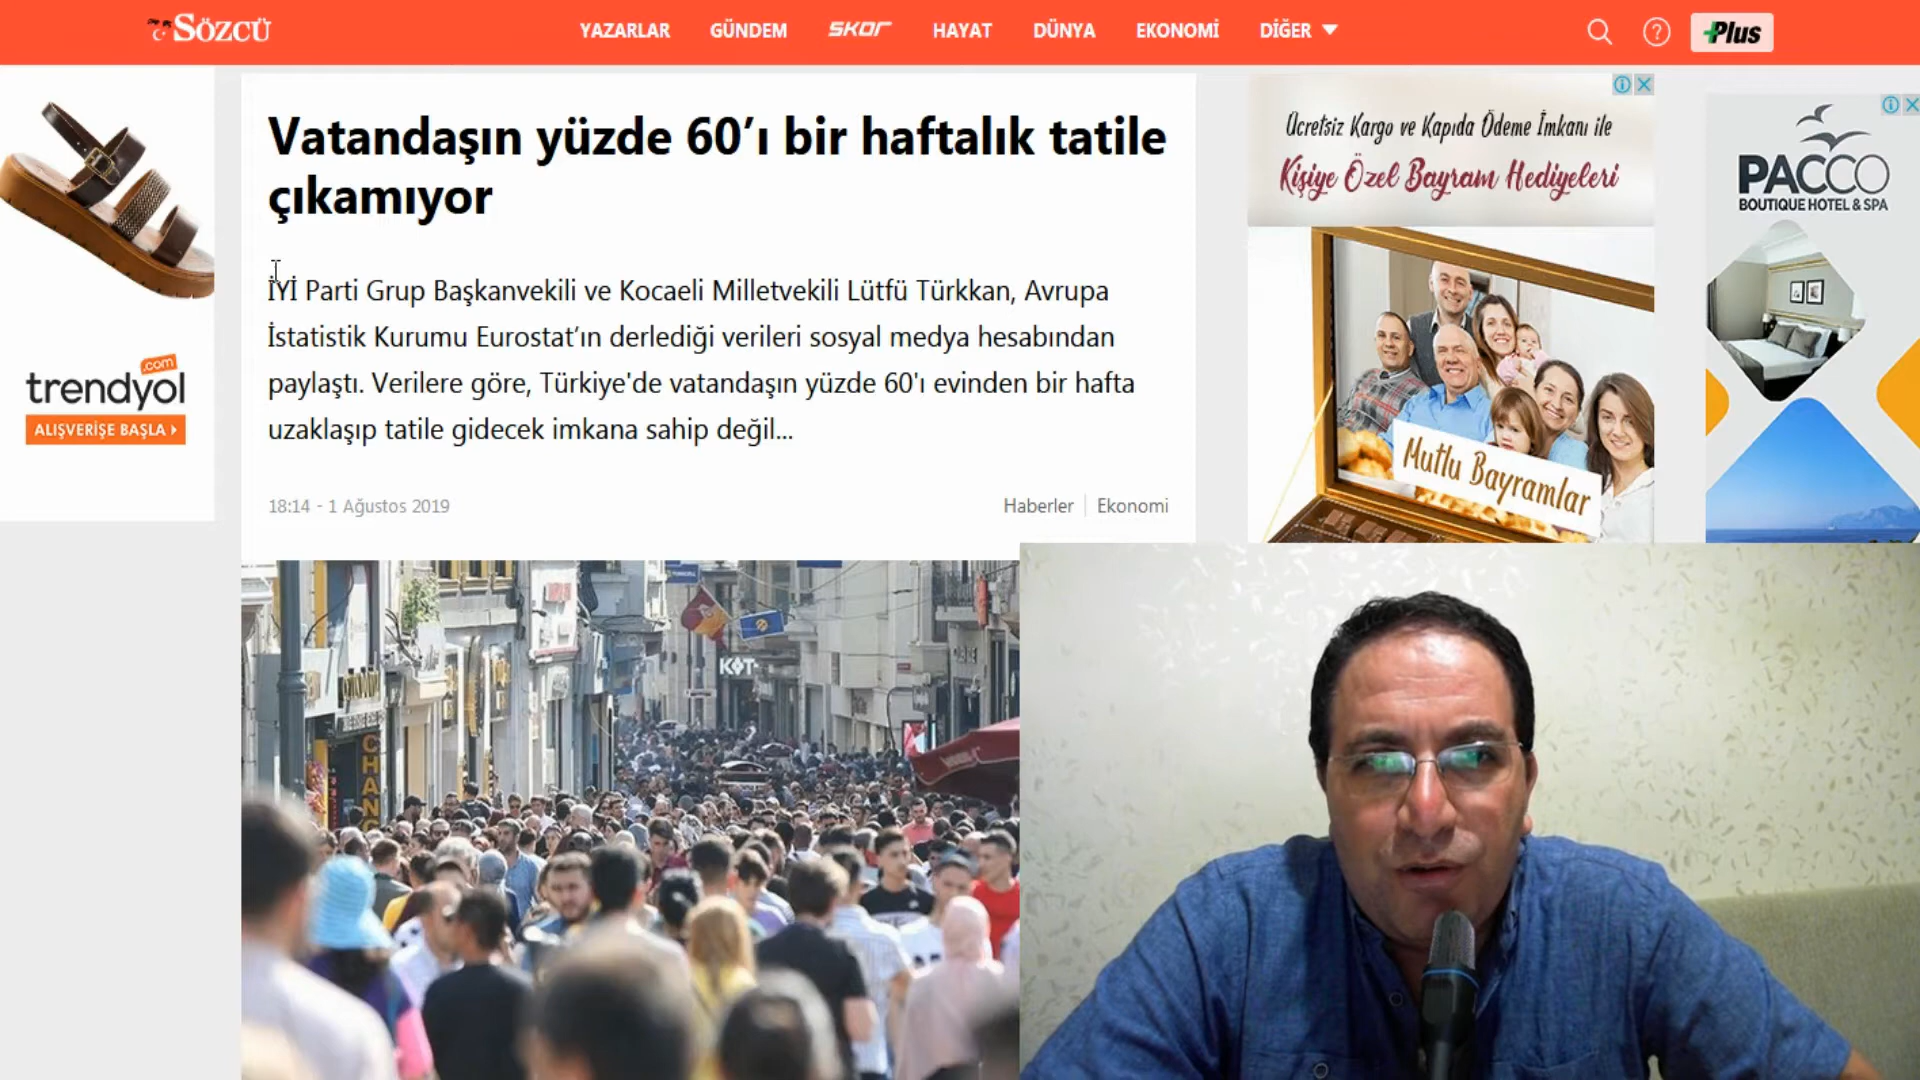 SÖZCÜ
YAZARLAR GÜNDEM SKOR HAYAT DÜNYA EKONOMİ DİĞER
?
+Plus
Vatandaşın yüzde 60’ı bir haftalık tatile
çıkamıyor
İYİ Parti Grup Başkanvekili ve Kocaeli Milletvekili Lütfü Türkkan, Avrupa
İstatistik Kurumu Eurostat’ın derlediği verileri sosyal medya hesabından
paylaştı. Verilere göre, Türkiye'de vatandaşın yüzde 60'ı evinden bir hafta
uzaklaşıp tatile gidecek imkana sahip değil...
18:14 - 1 Ağustos 2019
Haberler Ekonomi
trendyol
.com
ALIŞVERİŞE BAŞLA
Ücretsiz Kargo ve Kapıda Ödeme İmkanı ile
Kişiye Özel Bayram Hediyeleri
Mutlu Bayramlar
PACCO
BOUTIQUE HOTEL & SPA
KOT
CHANG